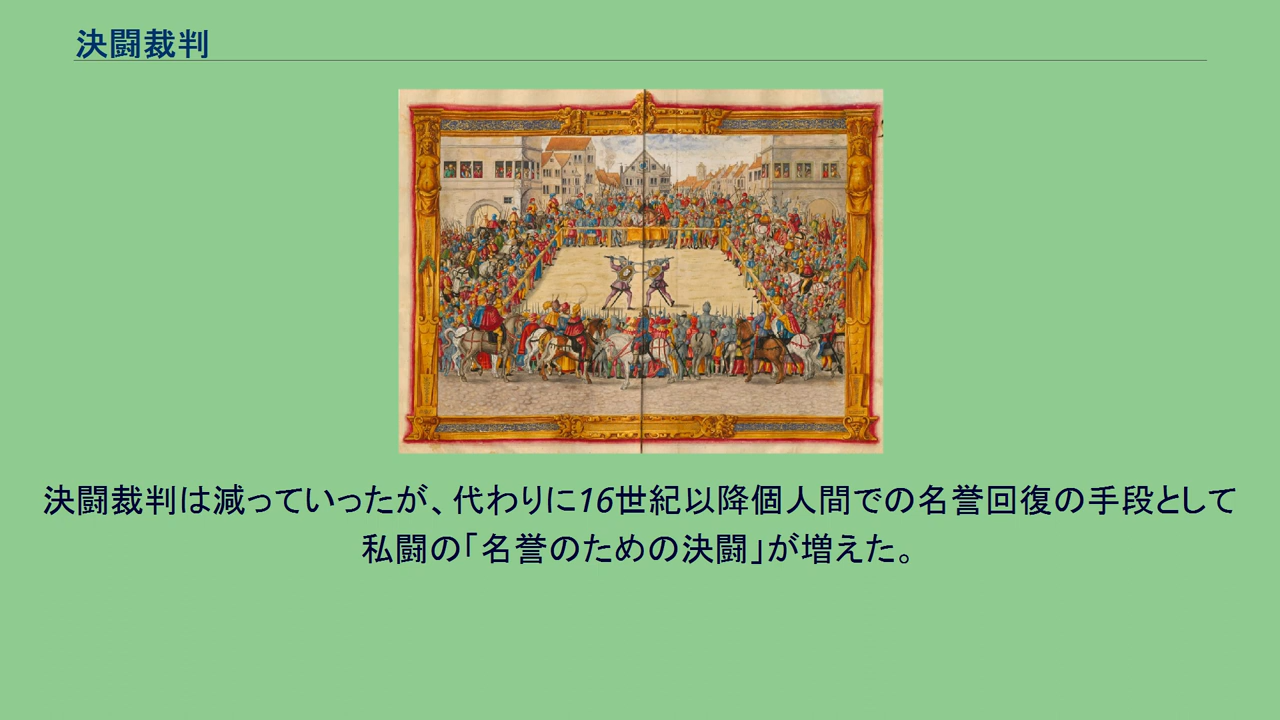 決闘裁判
決闘裁判は減っていったが、代わりに16世紀以降個人間での名誉回復の手段として
私闘の「名誉のための決闘」が増えた。